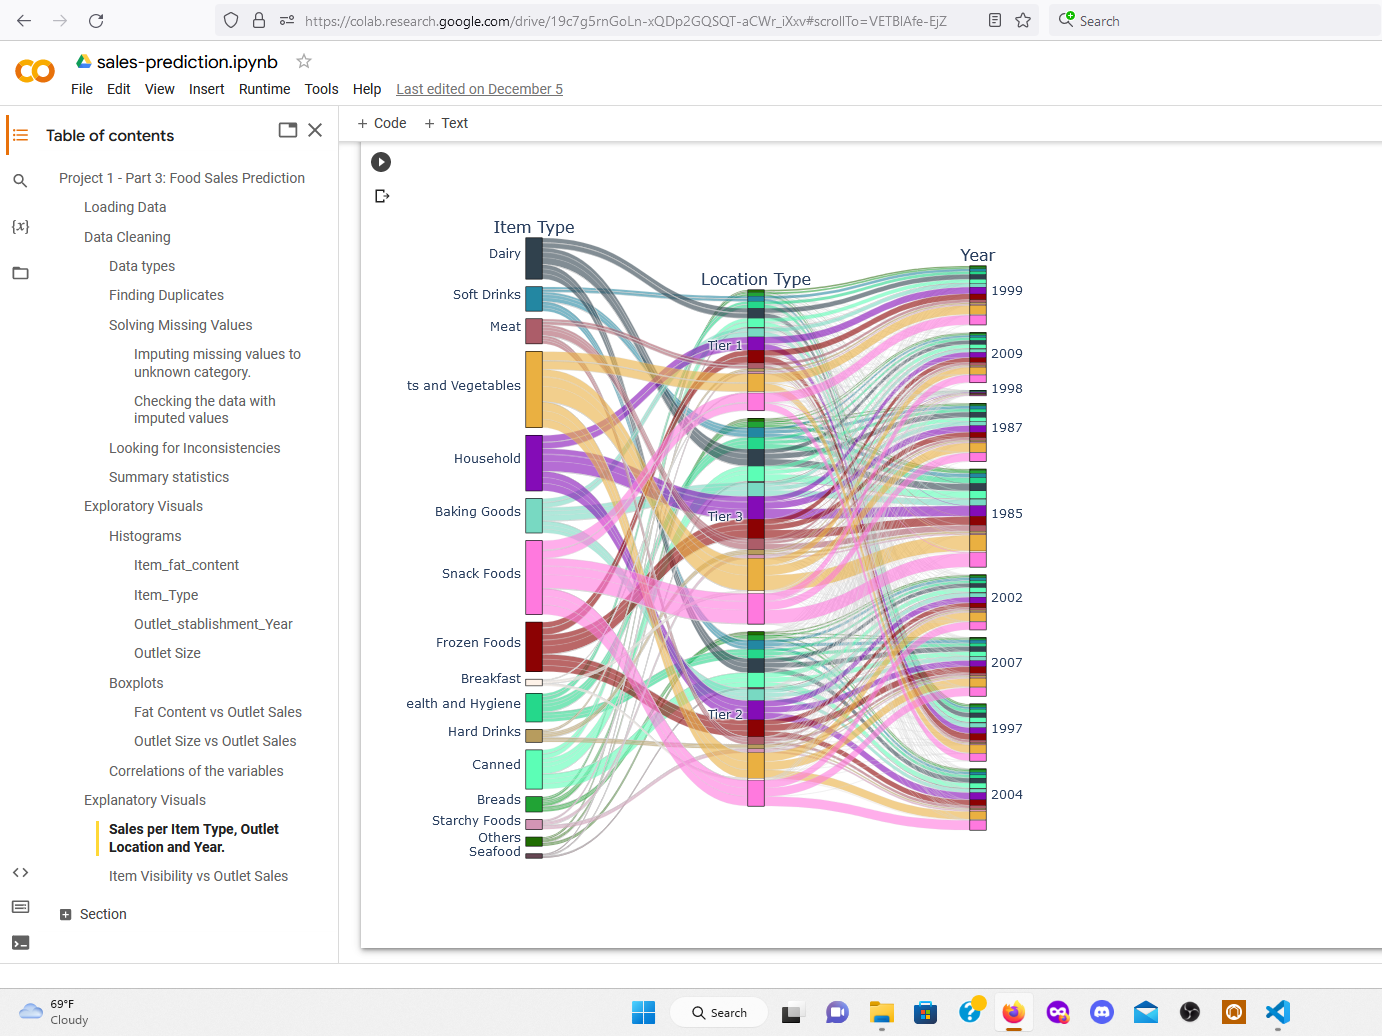 https://colab.research.google.com/drive/19c7g5rnGoLn-xQDp2GQSQT-aCWr_iXxv#scrollTo=VETBlAfe-EjZ
Search
sales-prediction.ipynb
File Edit View Insert Runtime Tools Help Last edited on December 5
Table of contents
+ Code + Text
Project 1 - Part 3: Food Sales Prediction
Loading Data
Data Cleaning
Data types
Finding Duplicates
Solving Missing Values
Imputing missing values to
unknown category.
Checking the data with
imputed values
Looking for Inconsistencies
Summary statistics
Exploratory Visuals
Histograms
Item_fat_content
Item_Type
Outlet_stablishment_Year
Outlet Size
Boxplots
Fat Content vs Outlet Sales
Outlet Size vs Outlet Sales
Correlations of the variables
Explanatory Visuals
Sales per Item Type, Outlet
Location and Year.
Item Visibility vs Outlet Sales
Section
{x}
Item Type
Dairy
Soft Drinks
Meat
ts and Vegetables
Household
Baking Goods
Snack Foods
Frozen Foods
Breakfast
ealth and Hygiene
Hard Drinks
Canned
Breads
Starchy Foods
Others
Seafood
Location Type
Tier 1
Tier 3
Tier 2
Year
1999
2009
1998
1987
1985
2002
2007
1997
2004
69°F
Cloudy
Search